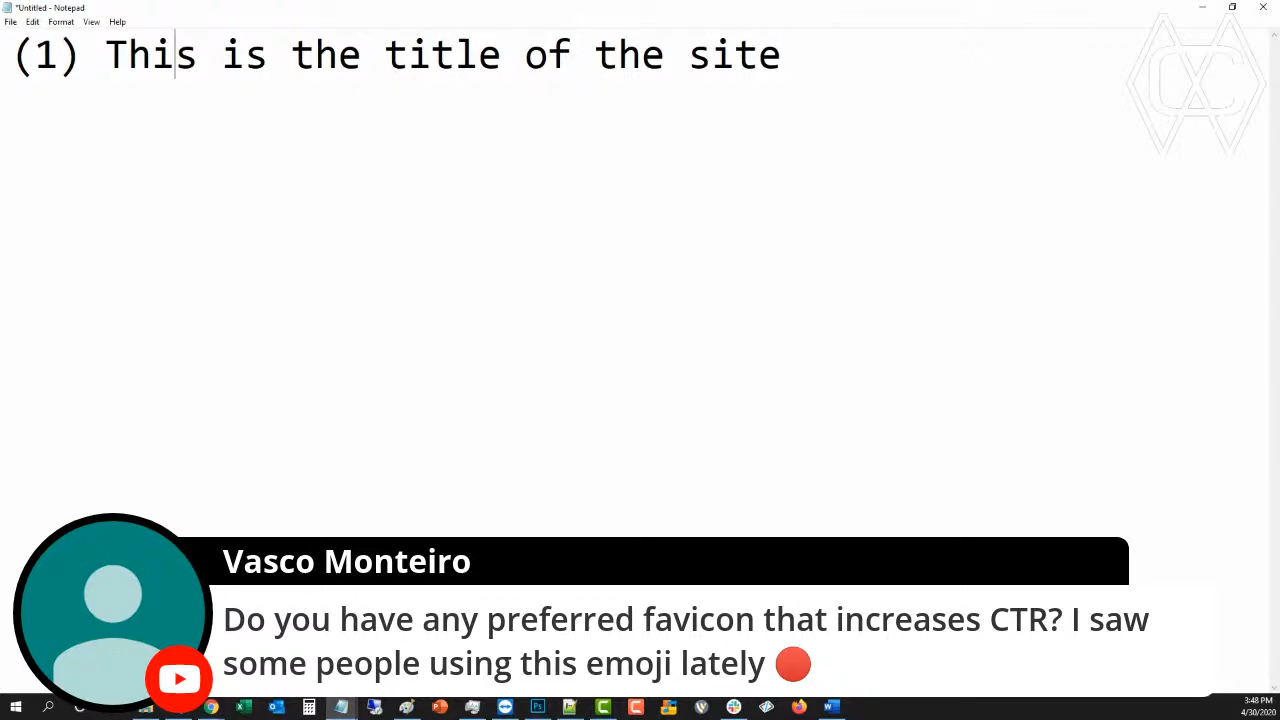 *Untitled - Notepad
File Edit Format View Help
(1) This is the title of the site
Vasco Monteiro
Do you have any preferred favicon that increases CTR? I saw
some people using this emoji lately 🔴
3:48 PM
4/30/2020